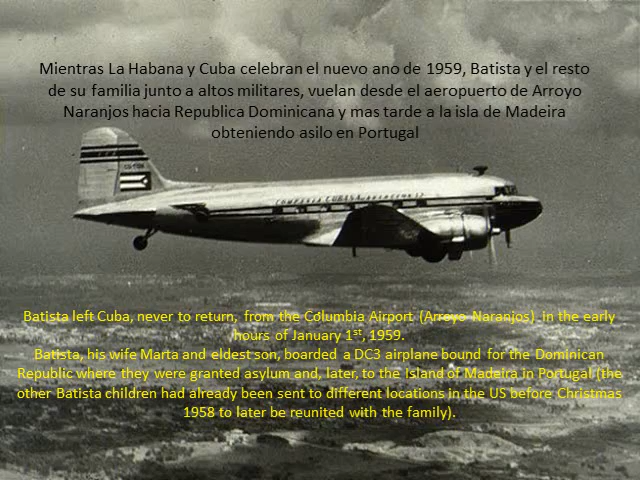 Mientras La Habana y Cuba celebran el nuevo ano de 1959, Batista y el resto
de su familia junto a altos militares, vuelan desde el aeropuerto de Arroyo
Naranjos hacia Republica Dominicana y mas tarde a la isla de Madeira
obteniendo asilo en Portugal
COMPAÑIA CUBANA
Batista left Cuba, never to return, from the Columbia Airport (Arroyo Naranjos) in the early
hours of January 1st, 1959.
Batista, his wife Marta and eldest son, boarded a DC3 airplane bound for the Dominican
Republic where they were granted asylum and, later, to the Island of Madeira in Portugal (the
other Batista children had already been sent to different locations in the US before Christmas
1958 to later be reunited with the family).